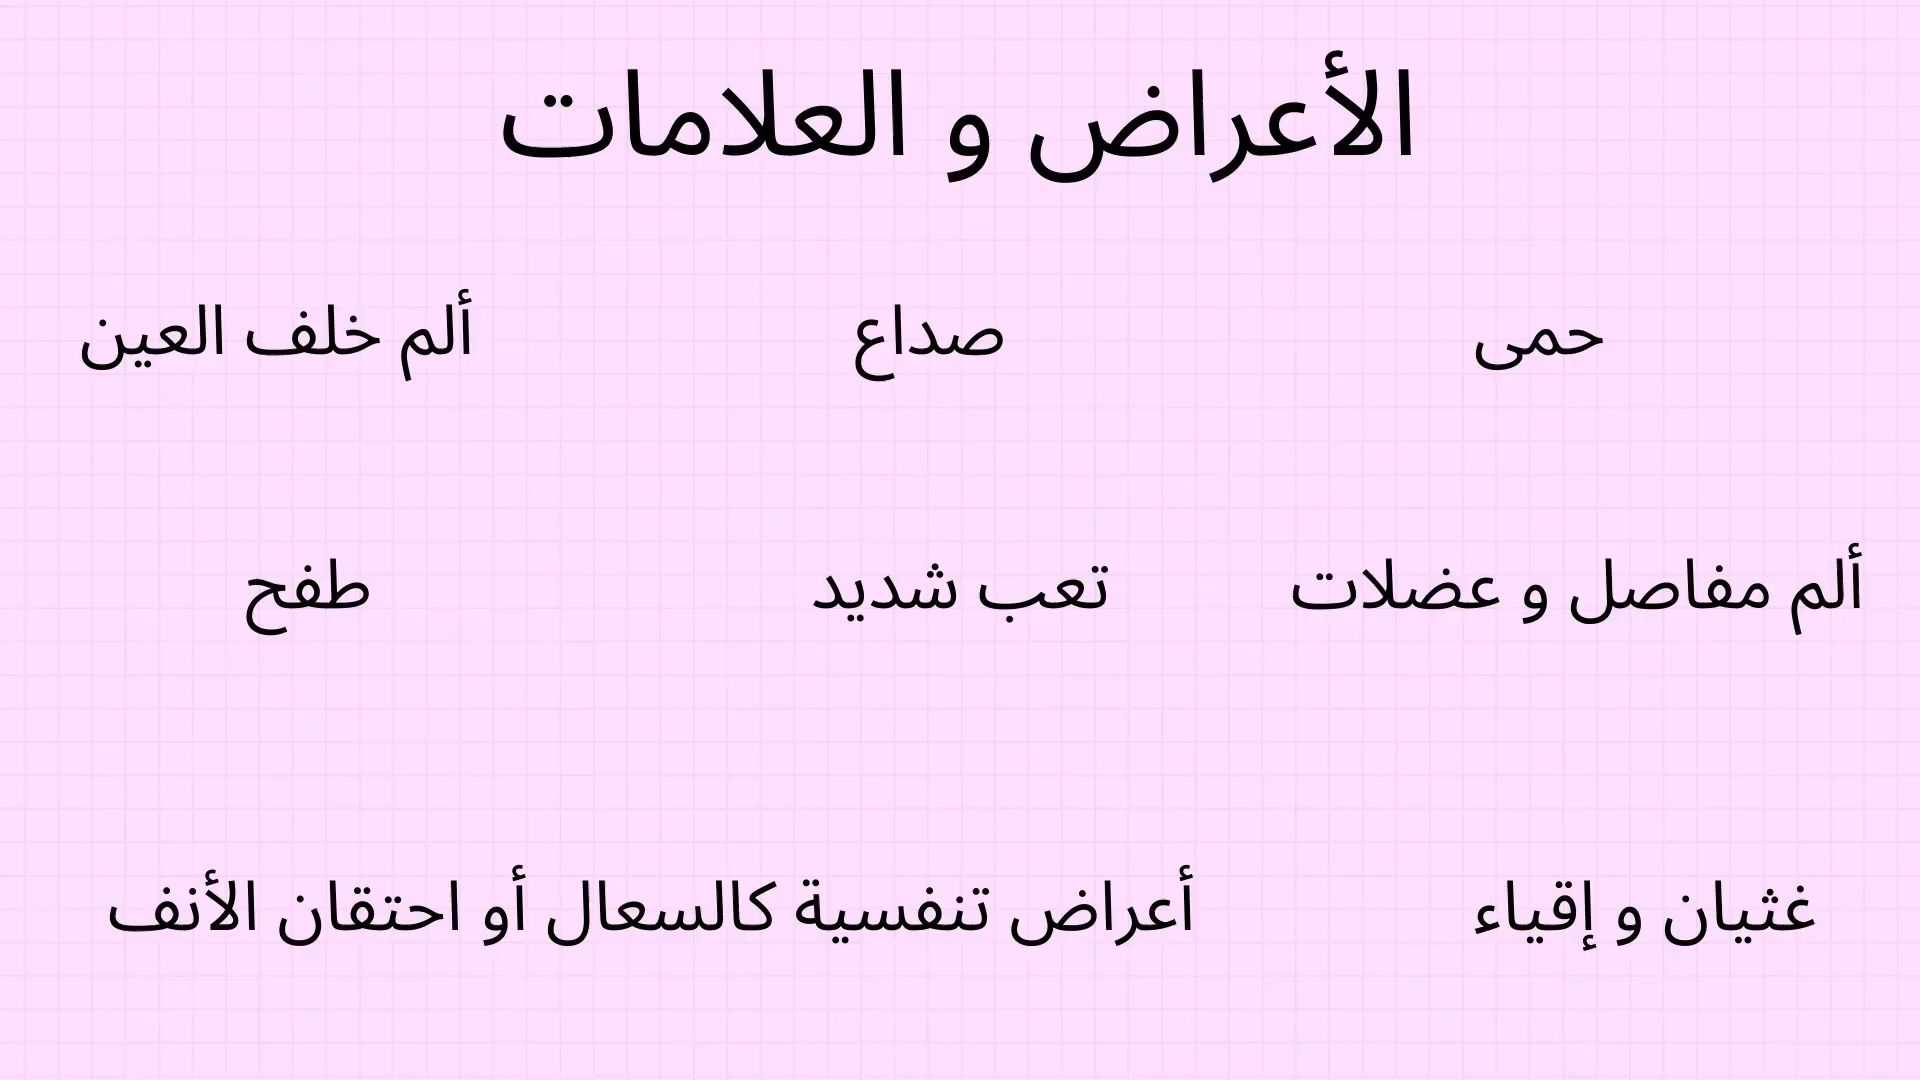 الأعراض و العلامات
حمى
صداع
ألم خلف العين
ألم مفاصل و عضلات
تعب شديد
طفح
غثيان و إقياء
أعراض تنفسية كالسعال أو احتقان الأنف